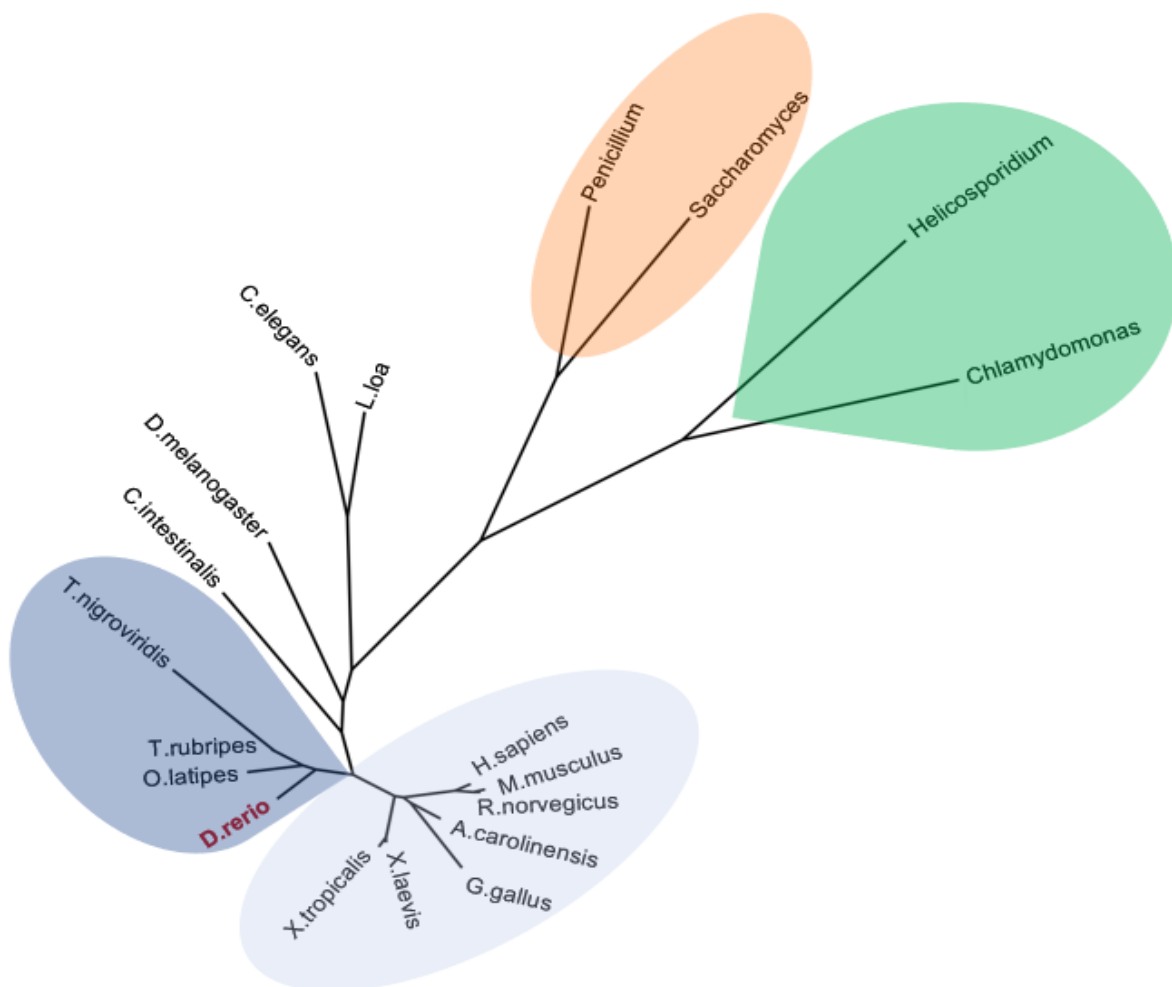 Penicillium
Saccharomyces
Helicosporidium
Chlamydomonas
C.elegans
L.loa
D.melanogaster
C.intestinalis
T.nigroviridis
T.rubripes
O.latipes
D.rerio
H.sapiens
M.musculus
R.norvegicus
A.carolinensis
G.gallus
X.laevis
X.tropicalis